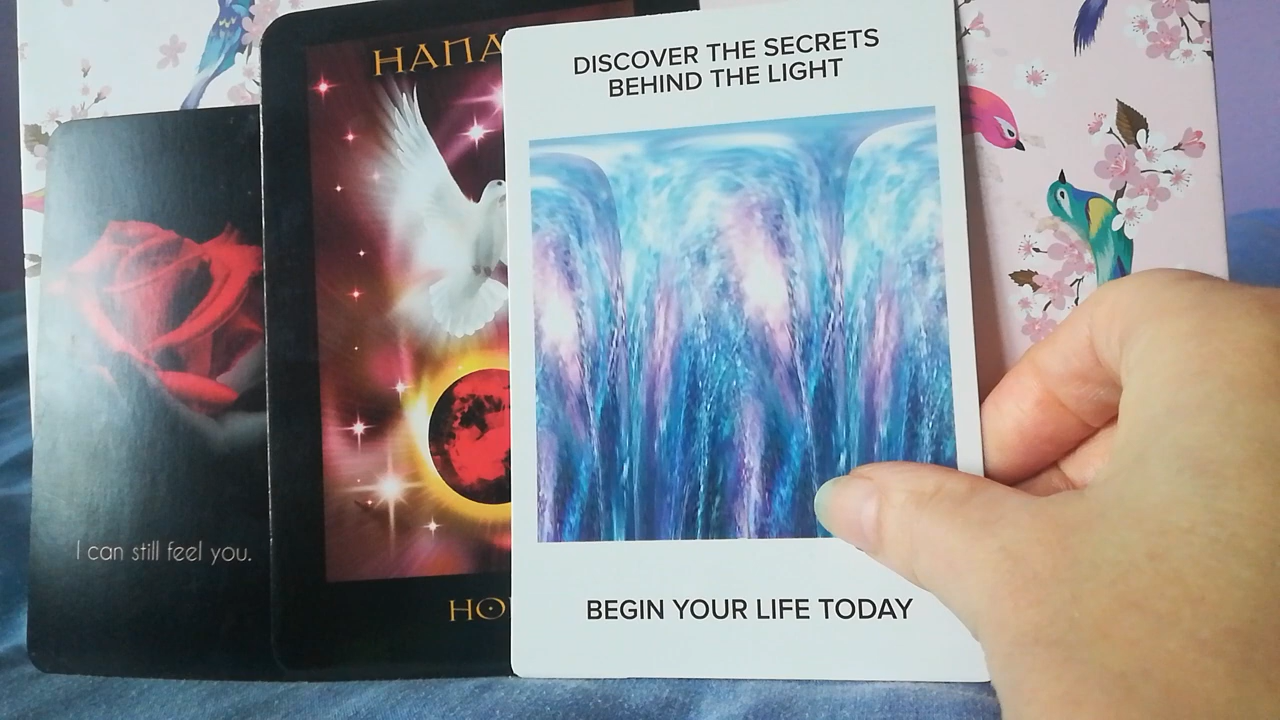 I can still feel you.
HANA
HO
DISCOVER THE SECRETS
BEHIND THE LIGHT
BEGIN YOUR LIFE TODAY